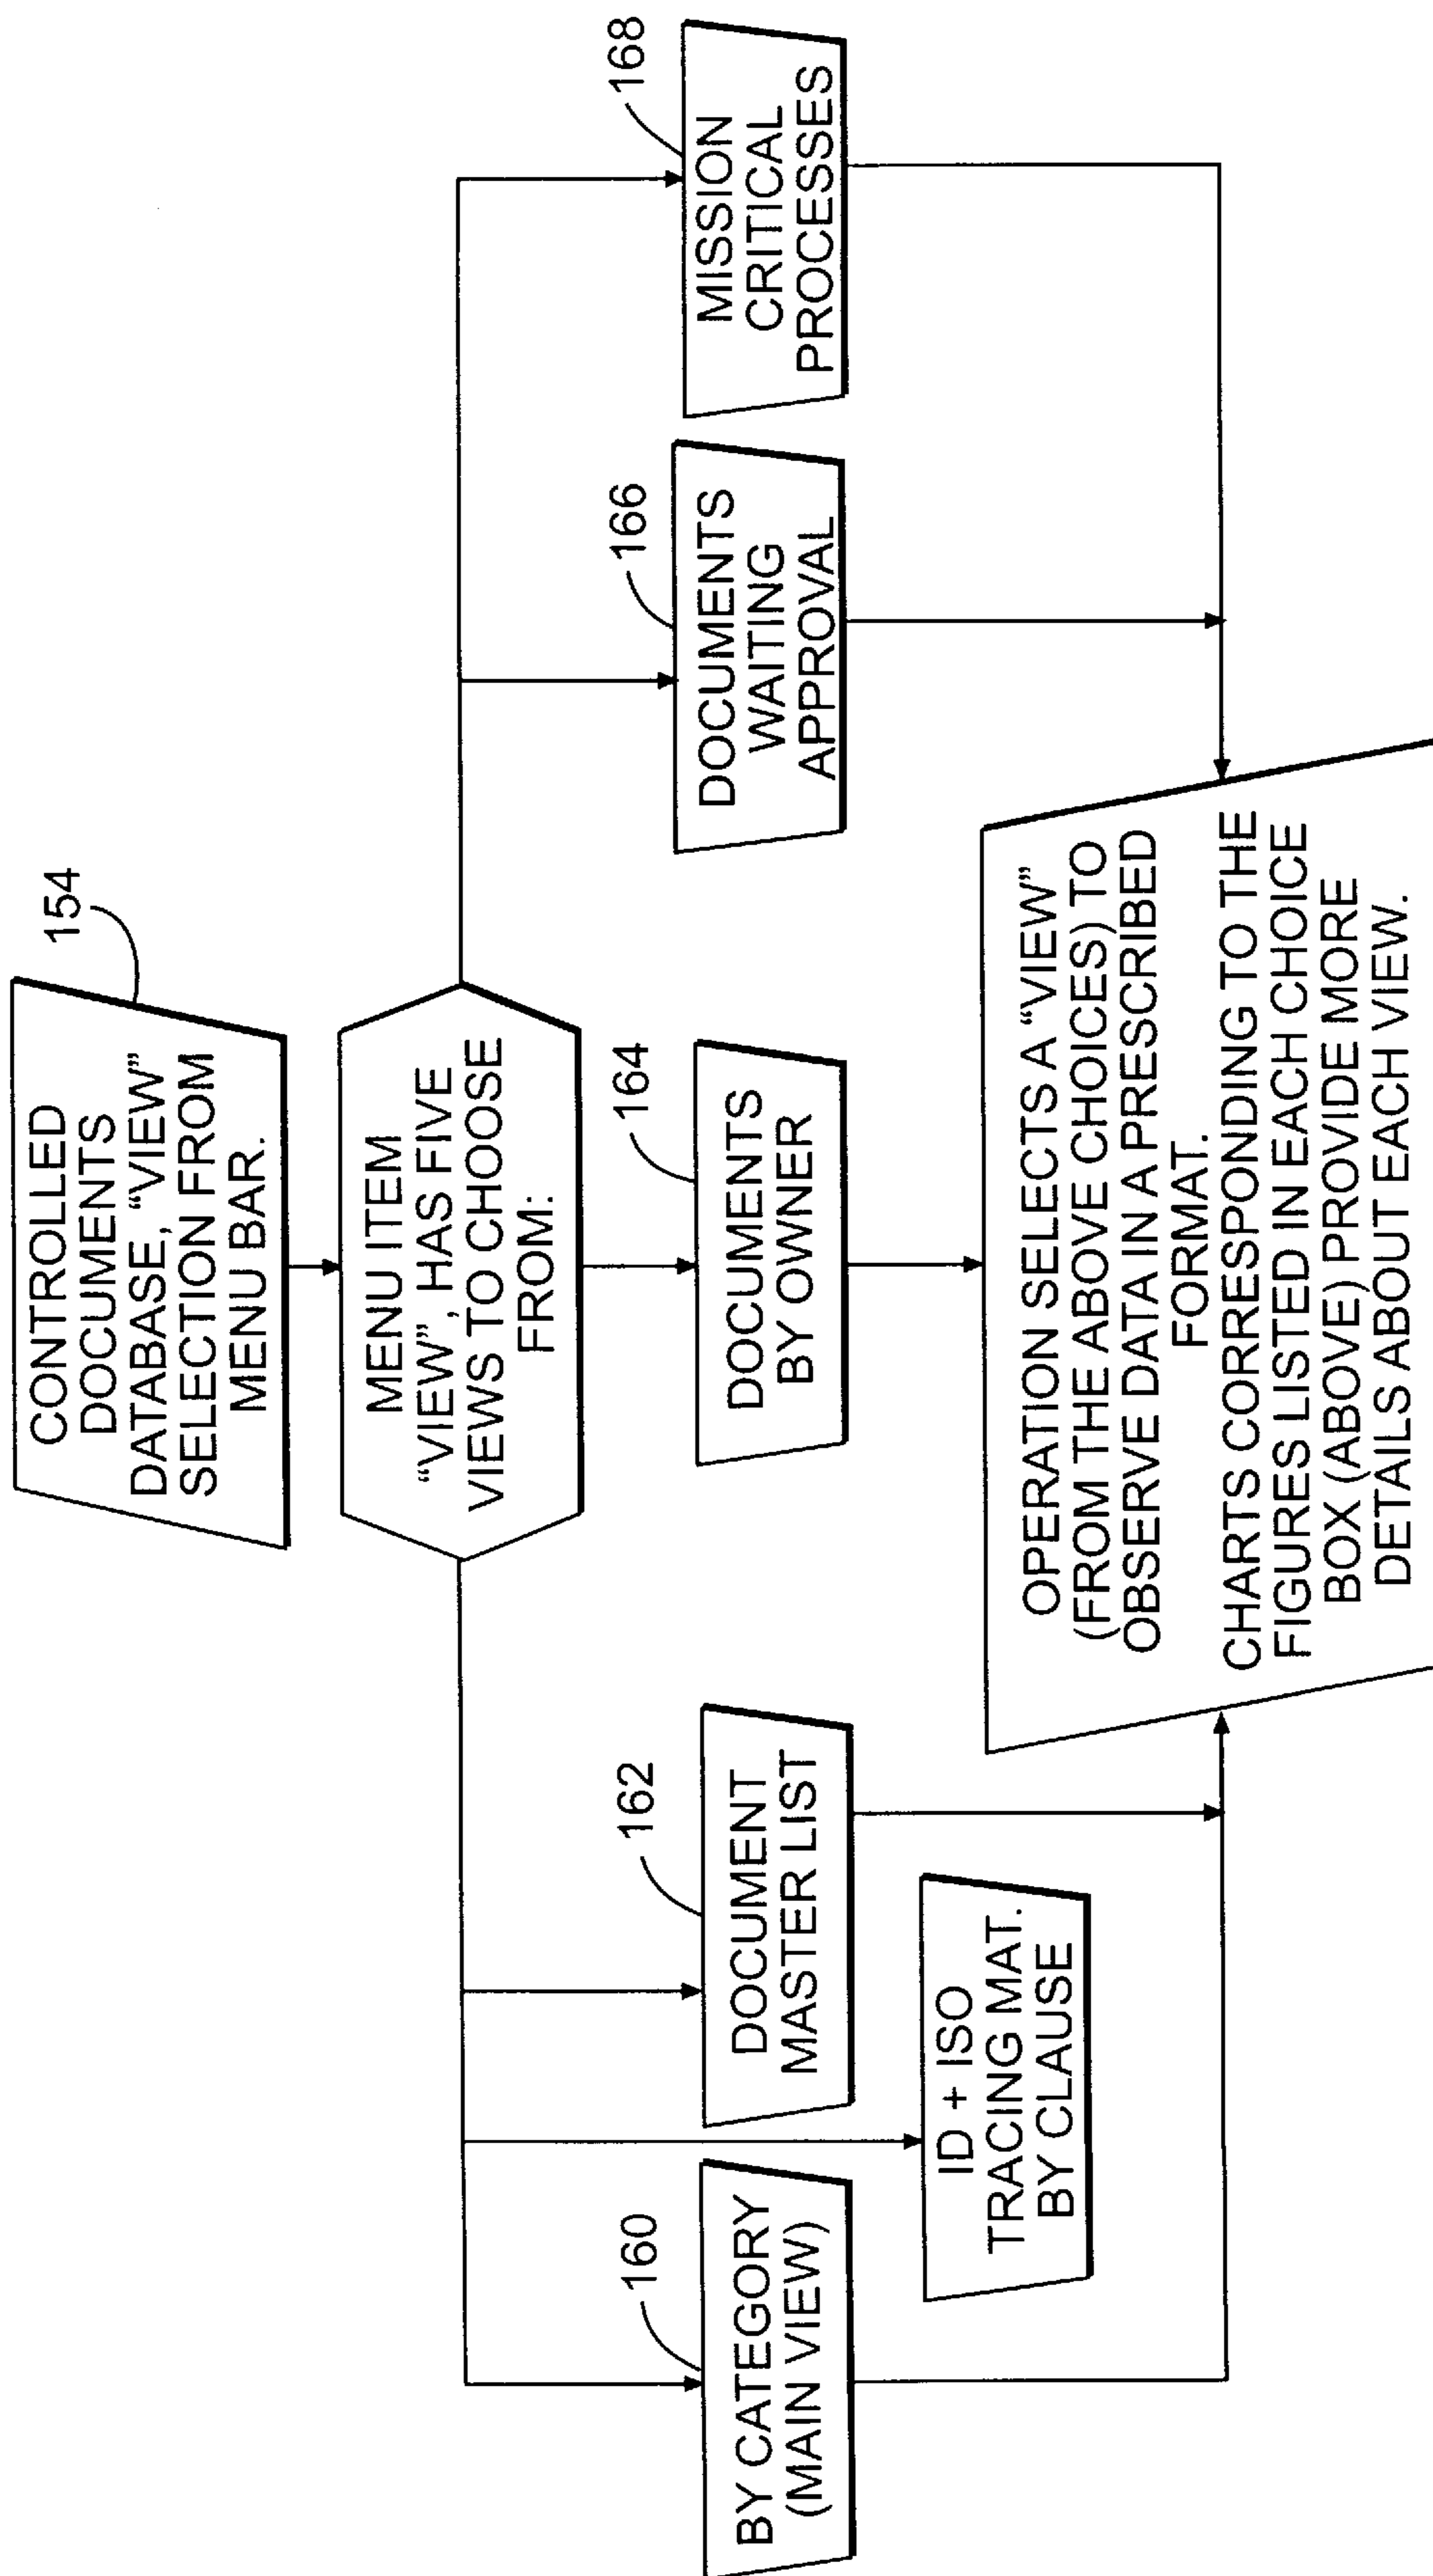 CONTROLLED
DOCUMENTS
DATABASE, “VIEW”
SELECTION FROM
MENU BAR.
154
MENU ITEM
“VIEW”, HAS FIVE
VIEWS TO CHOOSE
FROM:
160
BY CATEGORY
(MAIN VIEW)
162
DOCUMENT
MASTER LIST
164
DOCUMENTS
BY OWNER
166
DOCUMENTS
WAITING
APPROVAL
168
MISSION
CRITICAL
PROCESSES
ID + ISO
TRACING MAT.
BY CLAUSE
OPERATION SELECTS A “VIEW”
(FROM THE ABOVE CHOICES) TO
OBSERVE DATA IN A PRESCRIBED
FORMAT.
CHARTS CORRESPONDING TO THE
FIGURES LISTED IN EACH CHOICE
BOX (ABOVE) PROVIDE MORE
DETAILS ABOUT EACH VIEW.